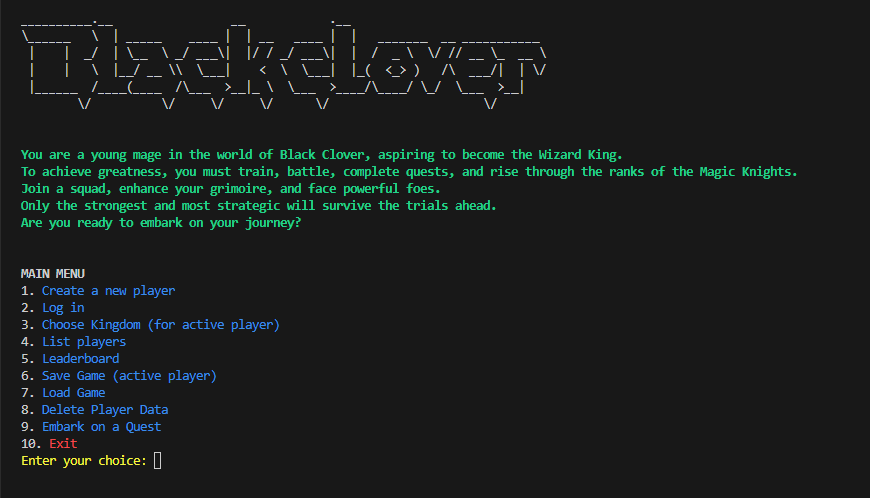 Black Clover
You are a young mage in the world of Black Clover, aspiring to become the Wizard King.
To achieve greatness, you must train, battle, complete quests, and rise through the ranks of the Magic Knights.
Join a squad, enhance your grimoire, and face powerful foes.
Only the strongest and most strategic will survive the trials ahead.
Are you ready to embark on your journey?
MAIN MENU
1. Create a new player
2. Log in
3. Choose Kingdom (for active player)
4. List players
5. Leaderboard
6. Save Game (active player)
7. Load Game
8. Delete Player Data
9. Embark on a Quest
10. Exit
Enter your choice: